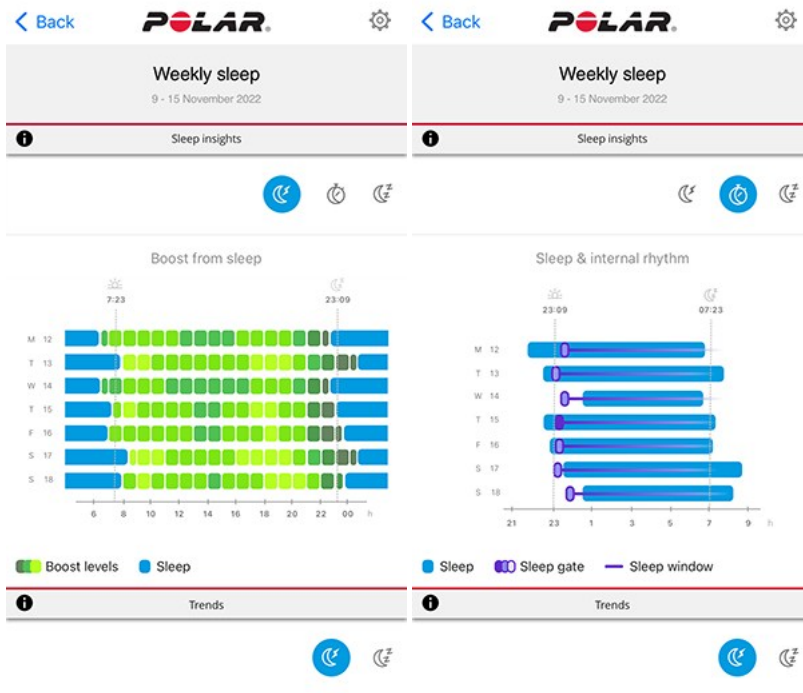 Back
POLAR.
Weekly sleep
9 - 15 November 2022
Sleep insights
Boost from sleep
7:23 23:09
M 12
T 13
W 14
T 15
F 16
S 17
S 18
6 8 10 12 14 16 18 20 22 00 h
Boost levels Sleep
Trends
Back
POLAR.
Weekly sleep
9 - 15 November 2022
Sleep insights
Sleep & internal rhythm
23:09 07:23
M 12
T 13
W 14
T 15
F 16
S 17
S 18
21 23 1 3 5 7 9 h
Sleep Sleep gate Sleep window
Trends